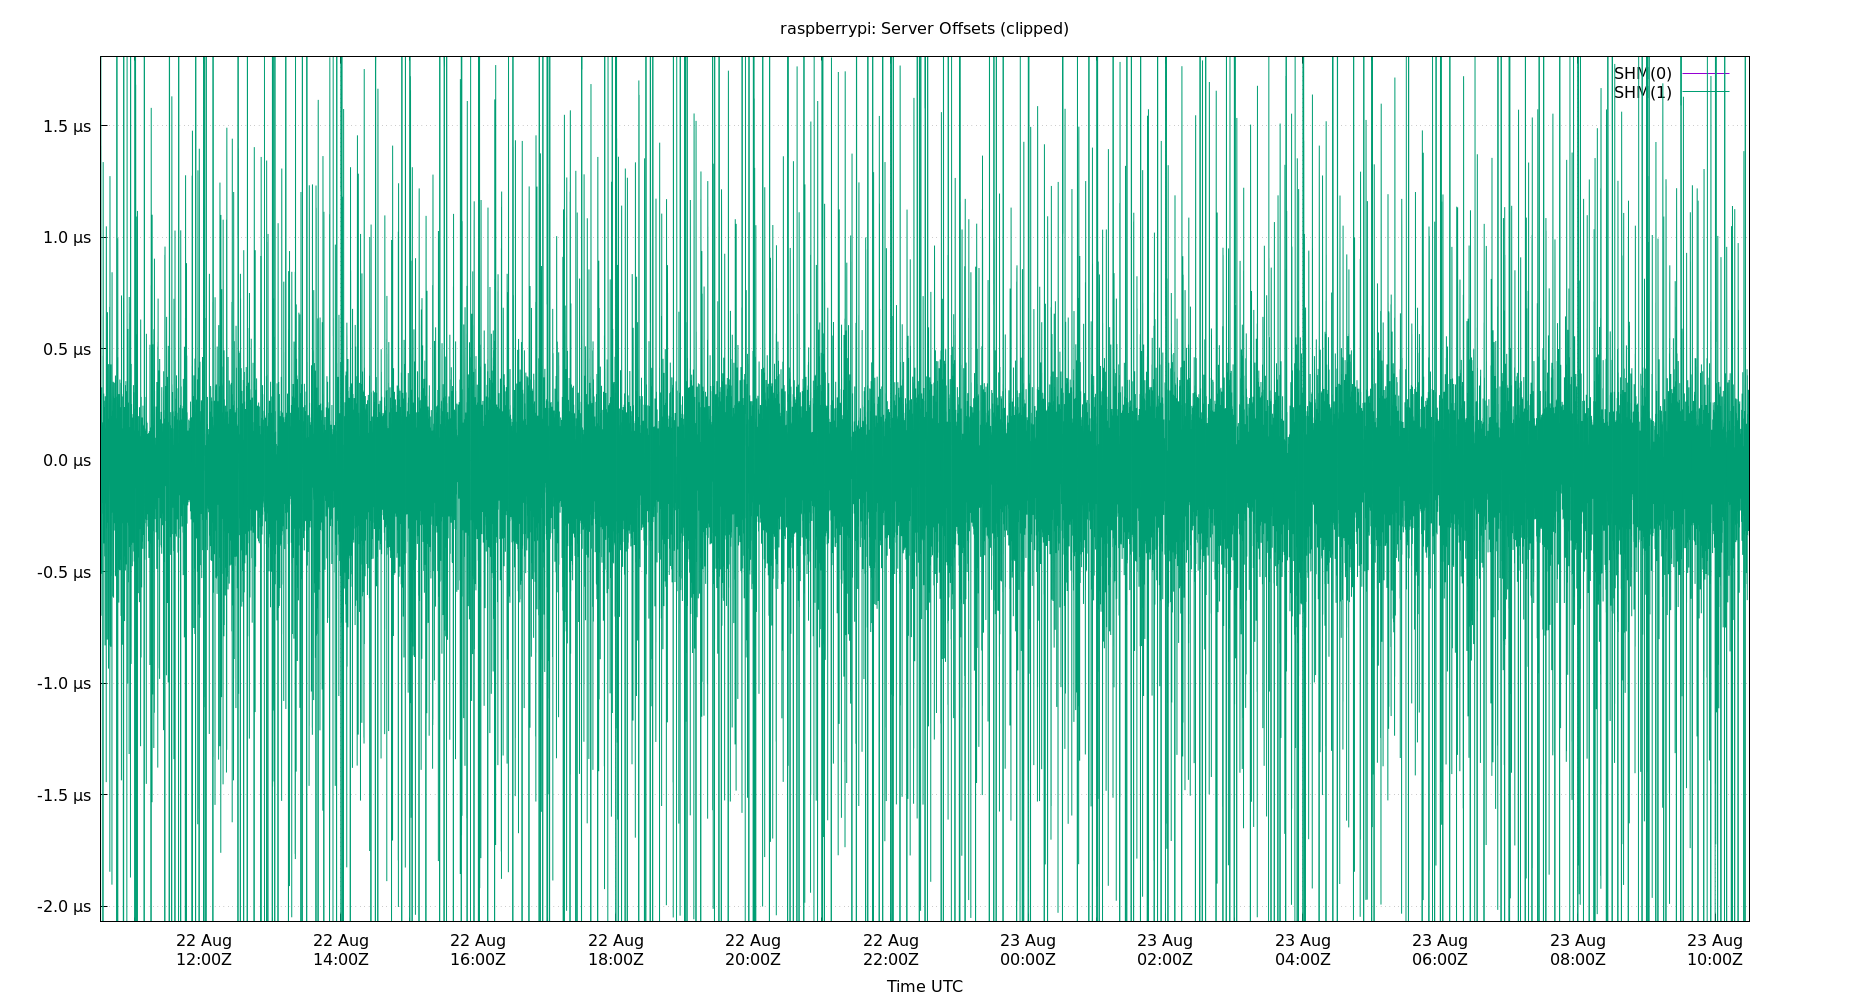 raspberrypi: Server Offsets (clipped)
SHM(0)
SHM(1)
1.5 µs
1.0 µs
0.5 µs
0.0 µs
-0.5 µs
-1.0 µs
-1.5 µs
-2.0 µs
22 Aug 22 Aug 22 Aug 22 Aug 22 Aug 22 Aug 23 Aug 23 Aug 23 Aug 23 Aug 23 Aug 23 Aug
12:00Z 14:00Z 16:00Z 18:00Z 20:00Z 22:00Z 00:00Z 02:00Z 04:00Z 06:00Z 08:00Z 10:00Z
Time UTC